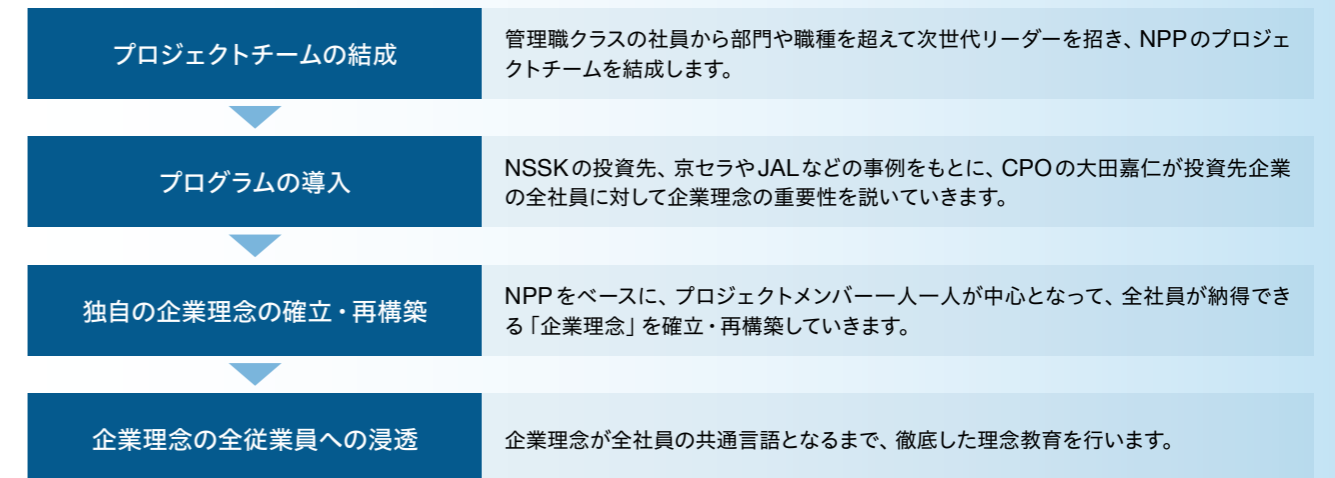 プロジェクトチームの結成
管理職クラスの社員から部門や職種を超えて次世代リーダーを招き、NPPのプロジェ
クトチームを結成します。
プログラムの導入
NSSKの投資先、京セラやJALなどの事例をもとに、CPOの大田嘉仁が投資先企業
の全社員に対して企業理念の重要性を説いていきます。
独自の企業理念の確立・再構築
NPPをベースに、プロジェクトメンバー一人一人が中心となって、全社員が納得でき
る「企業理念」を確立・再構築していきます。
企業理念の全従業員への浸透
企業理念が全社員の共通言語となるまで、徹底した理念教育を行います。